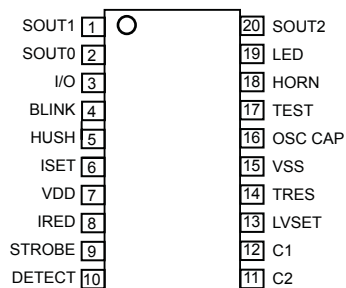 SOUT1 1 20 SOUT2
SOUT0 2 19 LED
I/O 3 18 HORN
BLINK 4 17 TEST
HUSH 5 16 OSC CAP
ISET 6 15 VSS
VDD 7 14 TRES
IRED 8 13 LVSET
STROBE 9 12 C1
DETECT 10 11 C2